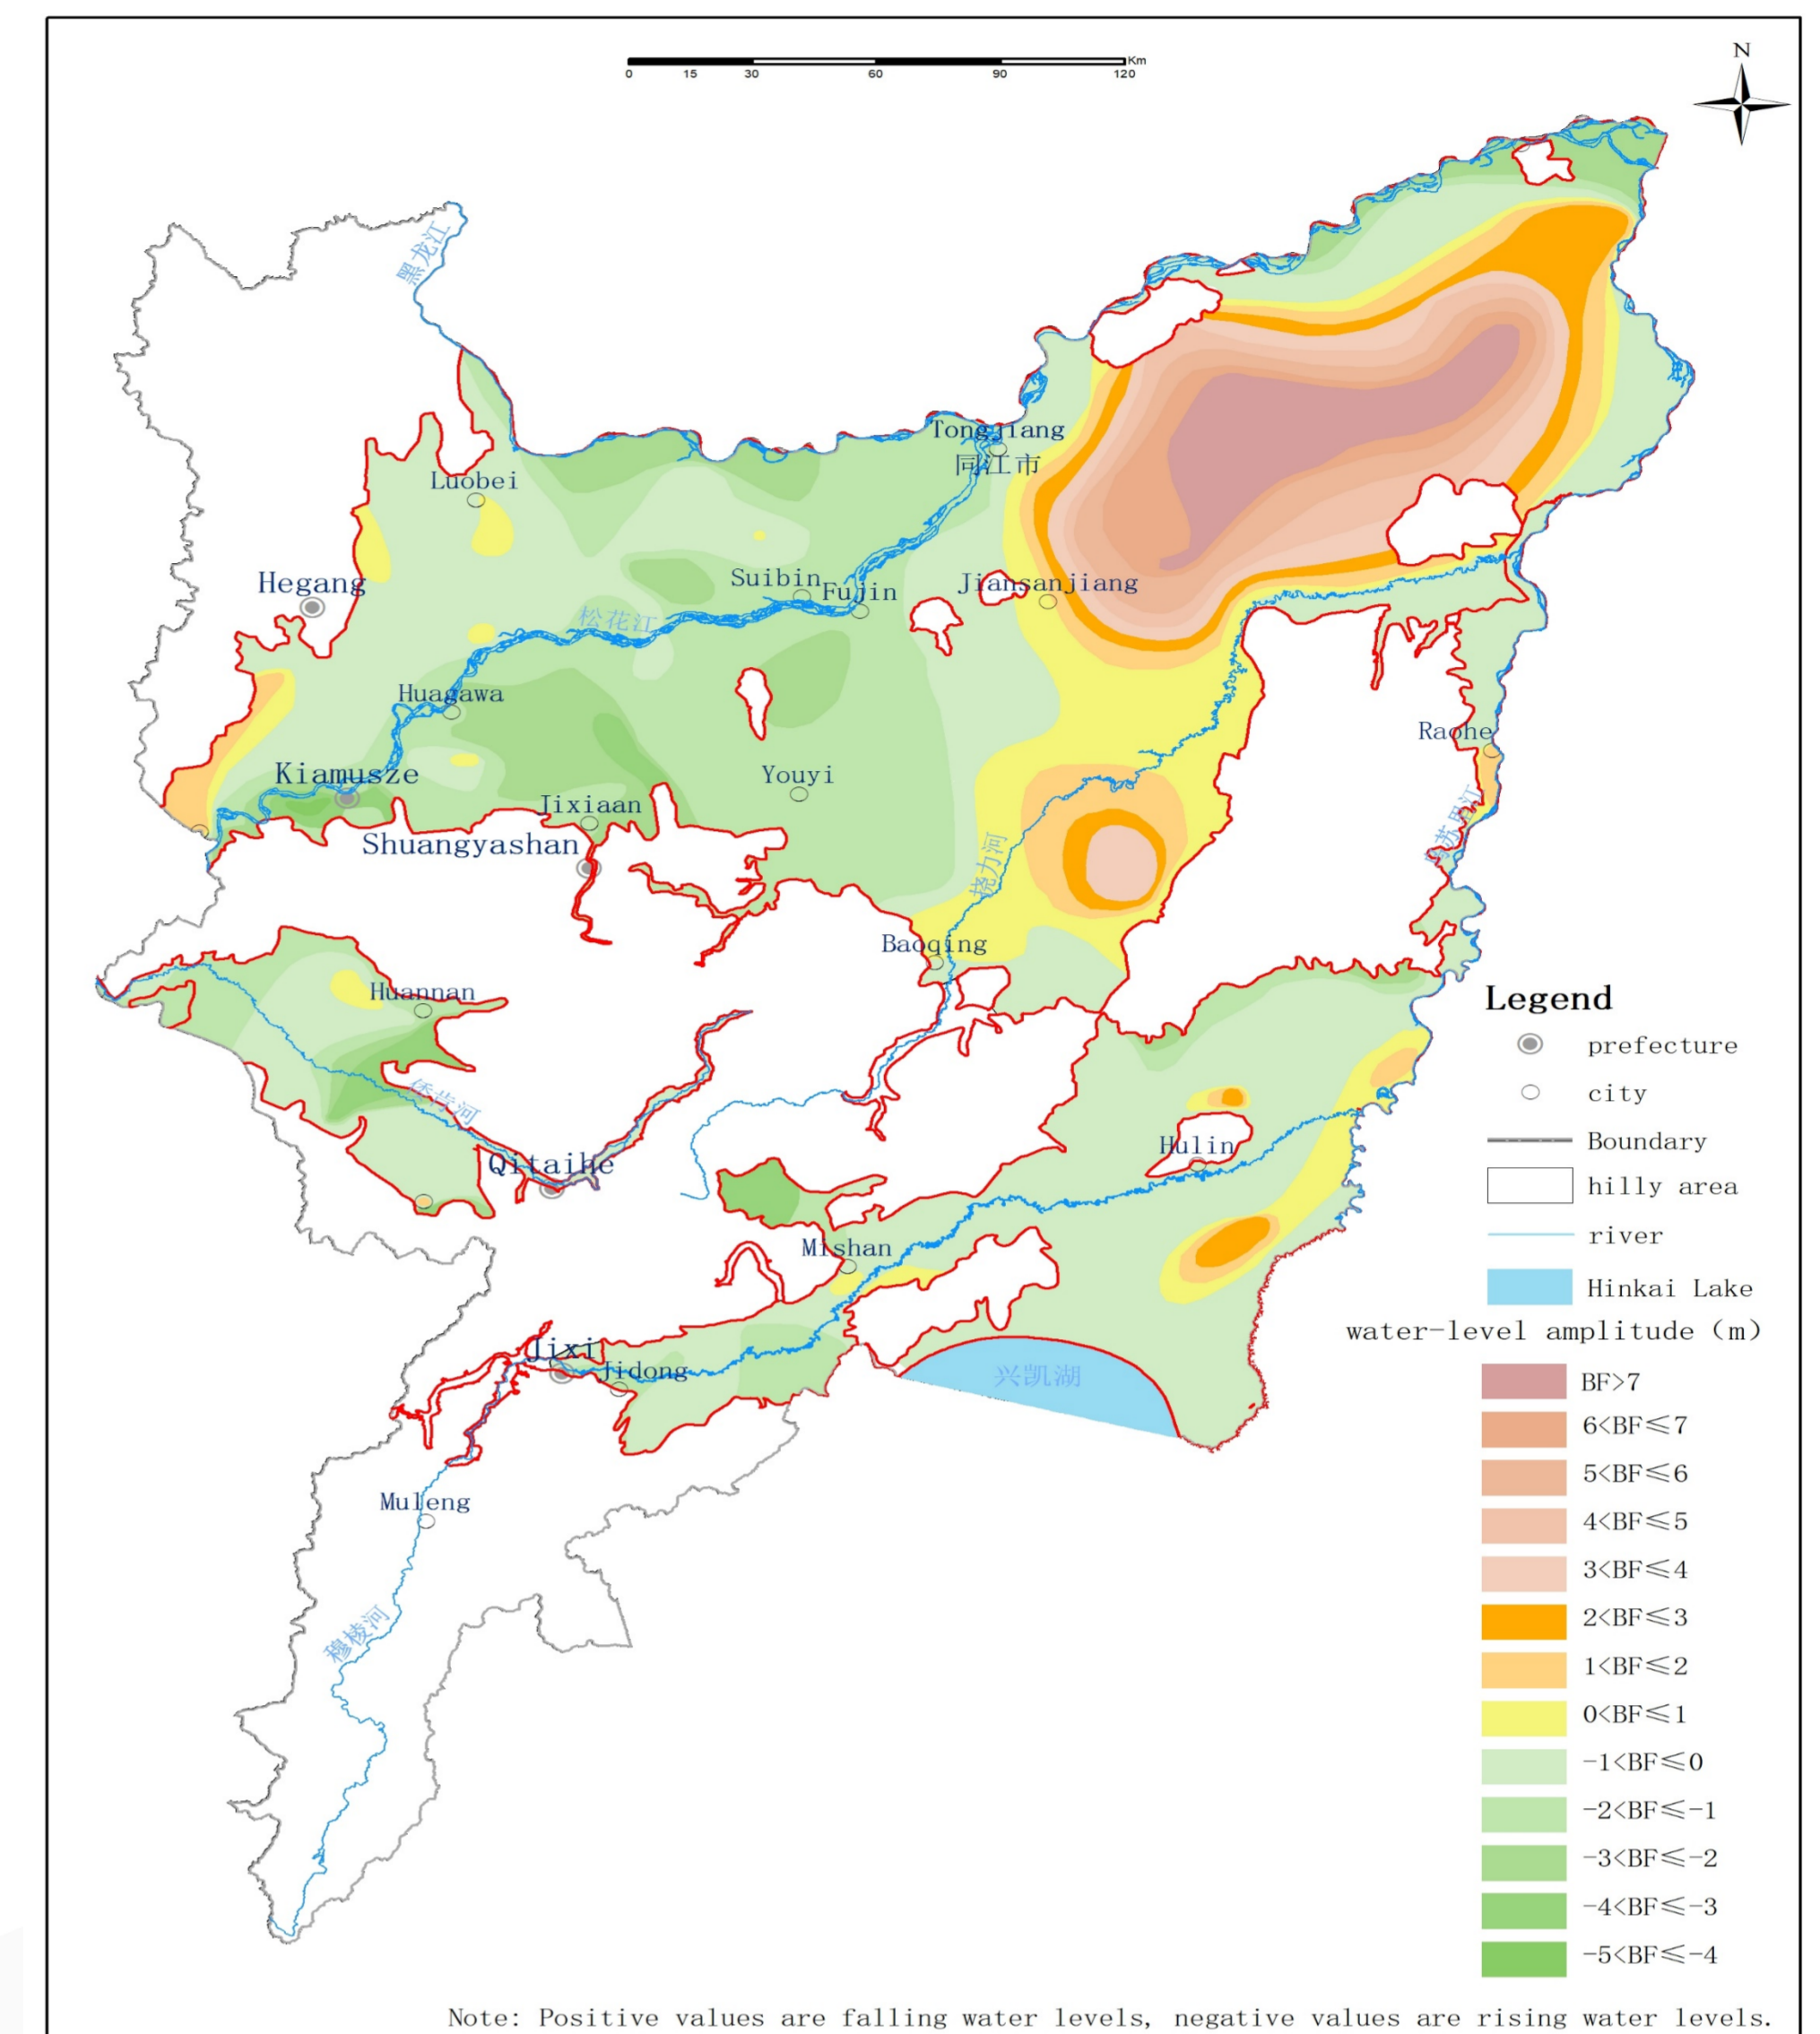 Km
0 15 30 60 90 120
N
黑龙江
Tongjiang
同江市
Luobei
Hegang
Suibin
Fujin
Jiansanjiang
松花江
Huagawa
Raohe
Kiamusze
Youyi
Jixiaan
Shuangyashan
挠力河
Baoqing
Huannan
Qitaihe
Hulin
Mishan
Jixi
Jidong
兴凯湖
Muleng
穆棱河
Legend
prefecture
city
Boundary
hilly area
river
Hinkai Lake
water-level amplitude (m)
BF>7
6<BF≤7
5<BF≤6
4<BF≤5
3<BF≤4
2<BF≤3
1<BF≤2
0<BF≤1
-1<BF≤0
-2<BF≤-1
-3<BF≤-2
-4<BF≤-3
-5<BF≤-4
Note: Positive values are falling water levels, negative values are rising water levels.